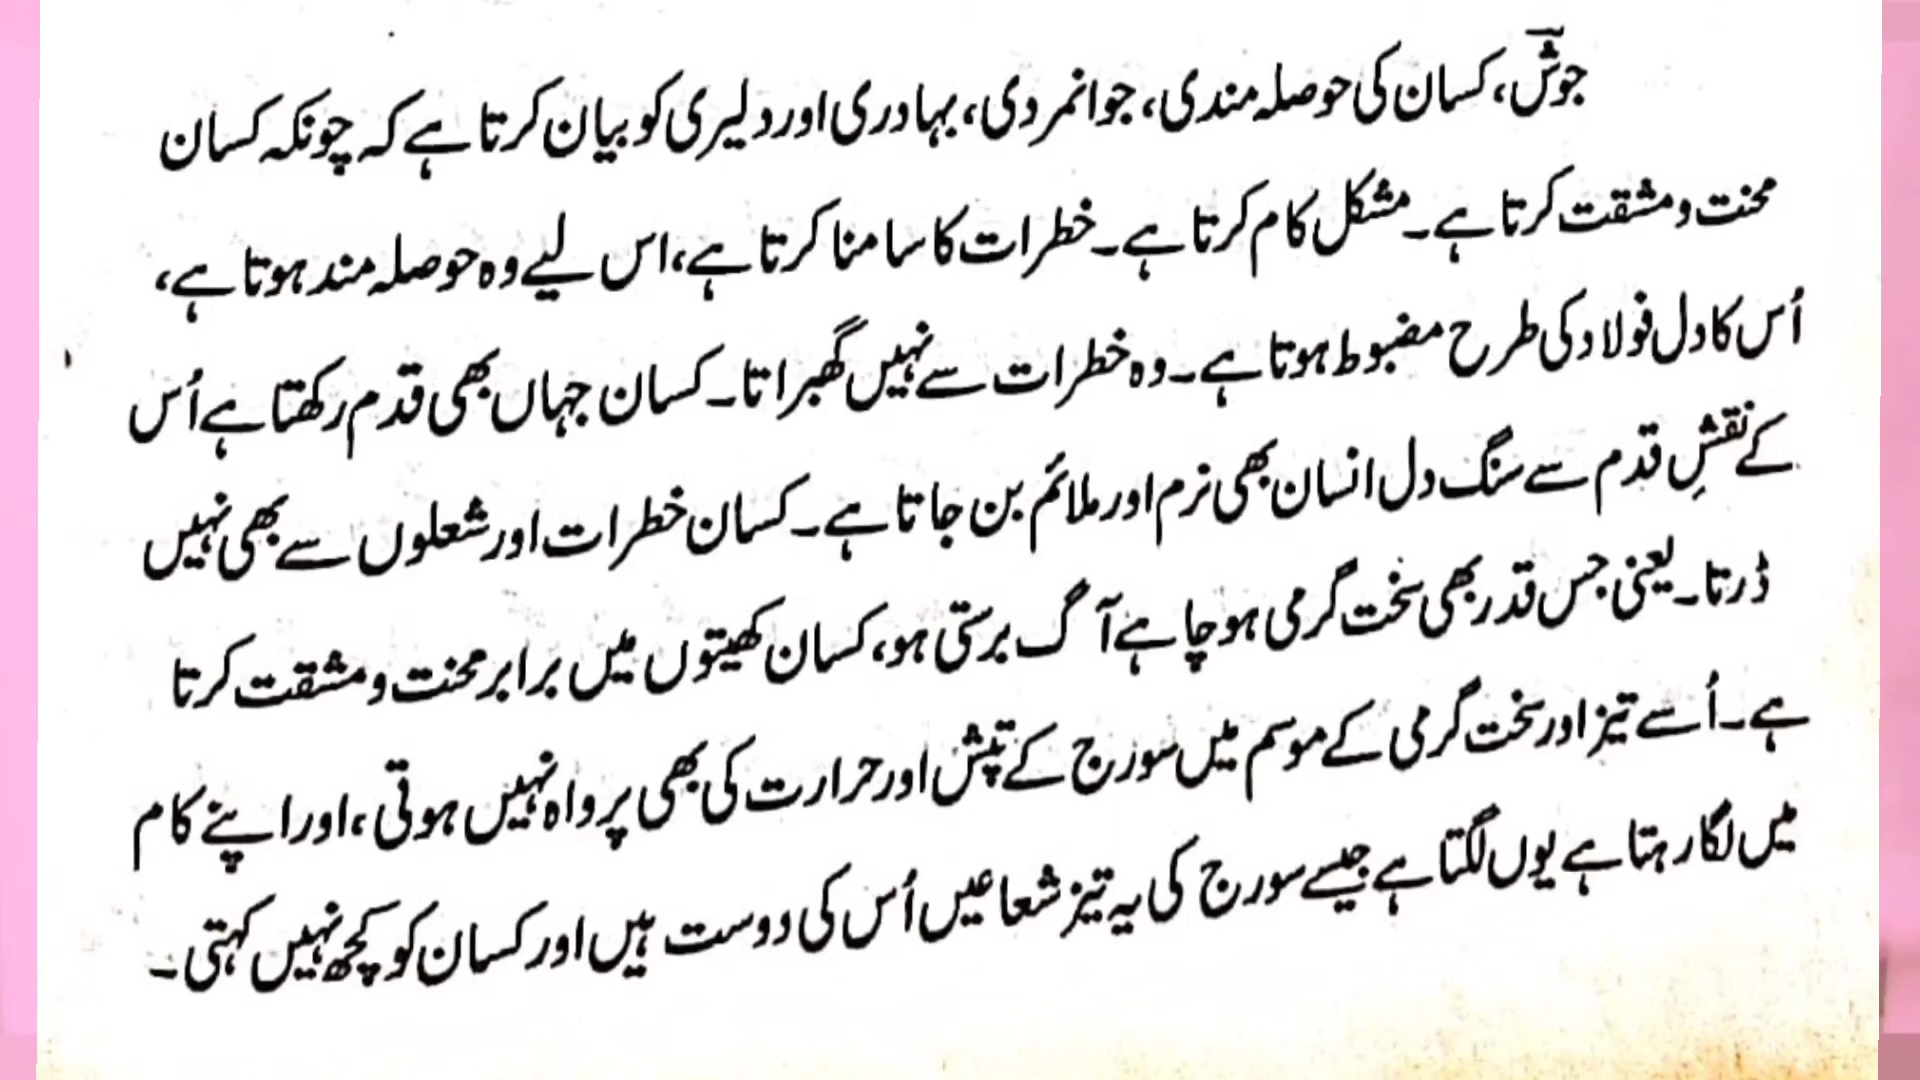 جوشؔ، کسان کی حوصلہ مندی، جوانمردی، بہادری اور دلیری کو بیان کرتا ہے کہ چونکہ کسان
محنت و مشقت کرتا ہے۔ مشکل کام کرتا ہے۔ خطرات کا سامنا کرتا ہے، اس لیے وہ حوصلہ مند ہوتا ہے،
اُس کا دل فولاد کی طرح مضبوط ہوتا ہے۔ وہ خطرات سے نہیں گھبراتا۔ کسان جہاں بھی قدم رکھتا ہے اُس
کے نقشِ قدم سے سنگ دل انسان بھی نرم اور ملائم بن جاتا ہے۔ کسان خطرات اور شعلوں سے بھی نہیں
ڈرتا۔ یعنی جس قدر بھی سخت گرمی ہو چاہے آگ برستی ہو، کسان کھیتوں میں برابر محنت و مشقت کرتا
ہے۔ اُسے تیز اور سخت گرمی کے موسم میں سورج کے تپش اور حرارت کی بھی پرواہ نہیں ہوتی، اور اپنے کام
میں لگا رہتا ہے یوں لگتا ہے جیسے سورج کی یہ تیز شعاعیں اُس کی دوست ہیں اور کسان کو کچھ نہیں کہتی۔